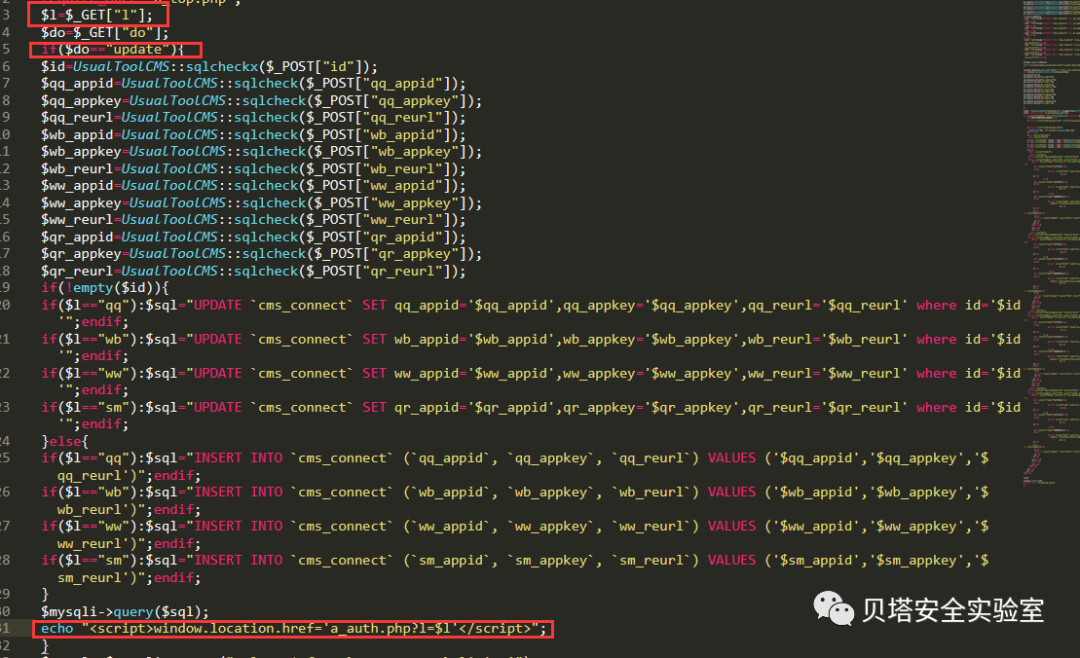 3 $l=$_GET["l"];
4 $do=$_GET["do"];
5 if($do=="update"){
6 $id=UsualToolCMS::sqlcheckx($_POST["id"]);
7 $qq_appid=UsualToolCMS::sqlcheck($_POST["qq_appid"]);
8 $qq_appkey=UsualToolCMS::sqlcheck($_POST["qq_appkey"]);
9 $qq_reurl=UsualToolCMS::sqlcheck($_POST["qq_reurl"]);
0 $wb_appid=UsualToolCMS::sqlcheck($_POST["wb_appid"]);
1 $wb_appkey=UsualToolCMS::sqlcheck($_POST["wb_appkey"]);
2 $wb_reurl=UsualToolCMS::sqlcheck($_POST["wb_reurl"]);
3 $ww_appid=UsualToolCMS::sqlcheck($_POST["ww_appid"]);
4 $ww_appkey=UsualToolCMS::sqlcheck($_POST["ww_appkey"]);
5 $ww_reurl=UsualToolCMS::sqlcheck($_POST["ww_reurl"]);
6 $qr_appid=UsualToolCMS::sqlcheck($_POST["qr_appid"]);
7 $qr_appkey=UsualToolCMS::sqlcheck($_POST["qr_appkey"]);
8 $qr_reurl=UsualToolCMS::sqlcheck($_POST["qr_reurl"]);
9 if(!empty($id)){
20 if($l=="qq"):$sql="UPDATE `cms_connect` SET qq_appid='$qq_appid',qq_appkey='$qq_appkey',qq_reurl='$qq_reurl' where id='$id
'";endif;
21 if($l=="wb"):$sql="UPDATE `cms_connect` SET wb_appid='$wb_appid',wb_appkey='$wb_appkey',wb_reurl='$wb_reurl' where id='$id
'";endif;
22 if($l=="ww"):$sql="UPDATE `cms_connect` SET ww_appid='$ww_appid',ww_appkey='$ww_appkey',ww_reurl='$ww_reurl' where id='$id
'";endif;
23 if($l=="sm"):$sql="UPDATE `cms_connect` SET qr_appid='$qr_appid',qr_appkey='$qr_appkey',qr_reurl='$qr_reurl' where id='$id
'";endif;
24 }else{
25 if($l=="qq"):$sql="INSERT INTO `cms_connect` (`qq_appid`, `qq_appkey`, `qq_reurl`) VALUES ('$qq_appid','$qq_appkey','$
qq_reurl')";endif;
26 if($l=="wb"):$sql="INSERT INTO `cms_connect` (`wb_appid`, `wb_appkey`, `wb_reurl`) VALUES ('$wb_appid','$wb_appkey','$
wb_reurl')";endif;
27 if($l=="ww"):$sql="INSERT INTO `cms_connect` (`ww_appid`, `ww_appkey`, `ww_reurl`) VALUES ('$ww_appid','$ww_appkey','$
ww_reurl')";endif;
28 if($l=="sm"):$sql="INSERT INTO `cms_connect` (`sm_appid`, `sm_appkey`, `sm_reurl`) VALUES ('$sm_appid','$sm_appkey','$
sm_reurl')";endif;
29 }
30 $mysqli->query($sql);
31 echo "<script>window.location.href='a_auth.php?l=$l'</script>";
32 }
贝塔安全实验室